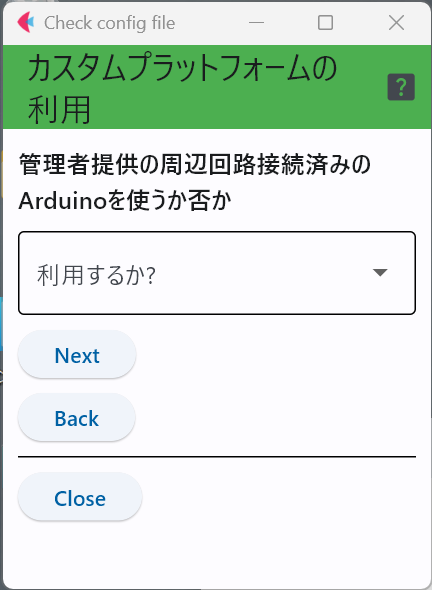 Check config file
カスタムプラットフォームの
利用
?
管理者提供の周辺回路接続済みの
Arduinoを使うか否か
利用するか?
Next
Back
Close